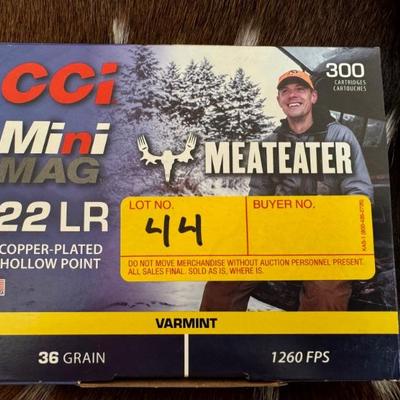 CCi
300
CARTRIDGES
CARTOUCHES
Mini
MAG
MEATEATER
22 LR
COPPER-PLATED
HOLLOW POINT
LOT NO.
44
BUYER NO.
DO NOT MOVE MERCHANDISE WITHOUT AUCTION PERSONNEL PRESENT.
ALL SALES FINAL. SOLD AS IS, WHERE IS.
VARMINT
36 GRAIN
1260 FPS